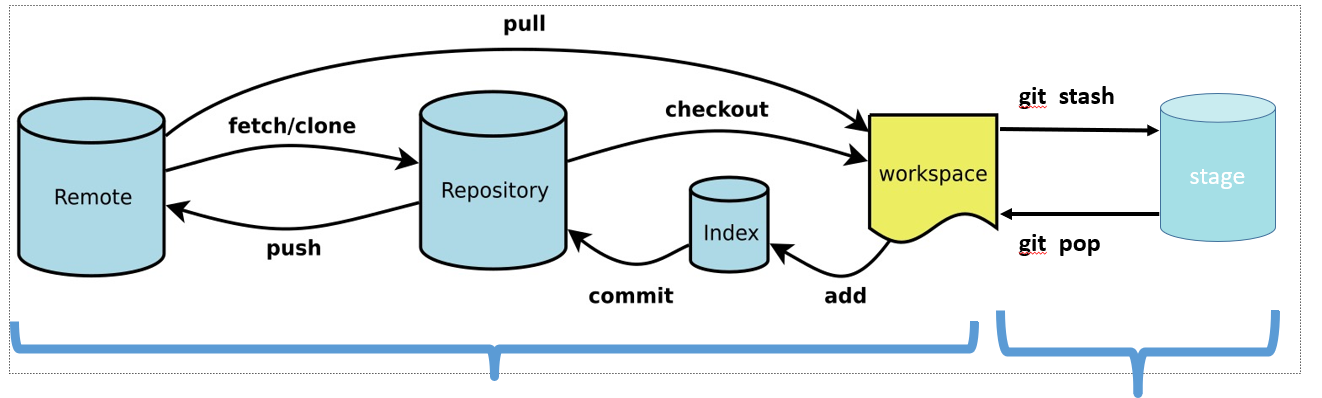 pull
fetch/clone
checkout
git stash
Remote
Repository
workspace
stage
Index
push
commit
add
git pop